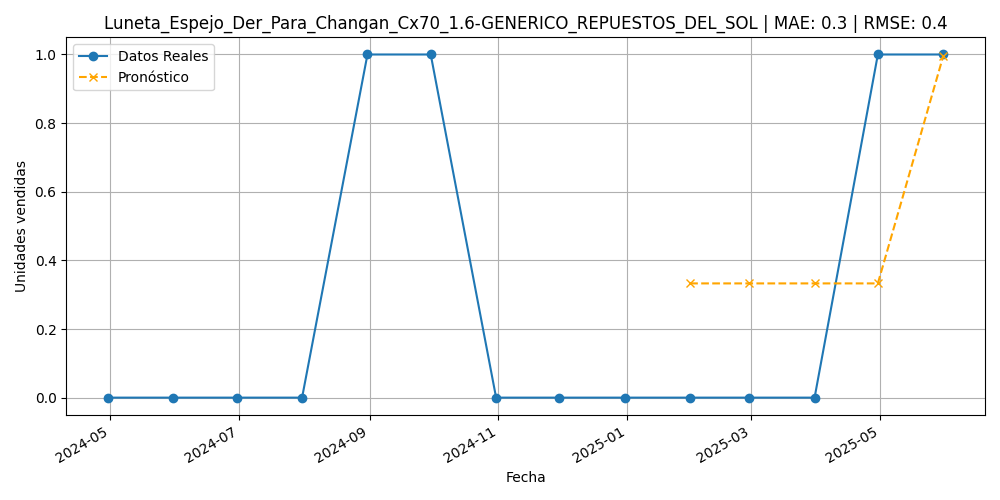 Luneta_Espejo_Der_Para_Changan_Cx70_1.6-GENERICO_REPUESTOS_DEL_SOL | MAE: 0.3 | RMSE: 0.4
Datos Reales
Pronóstico
Unidades vendidas
1.0
0.8
0.6
0.4
0.2
0.0
2024-05
2024-07
2024-09
2024-11
2025-01
2025-03
2025-05
Fecha